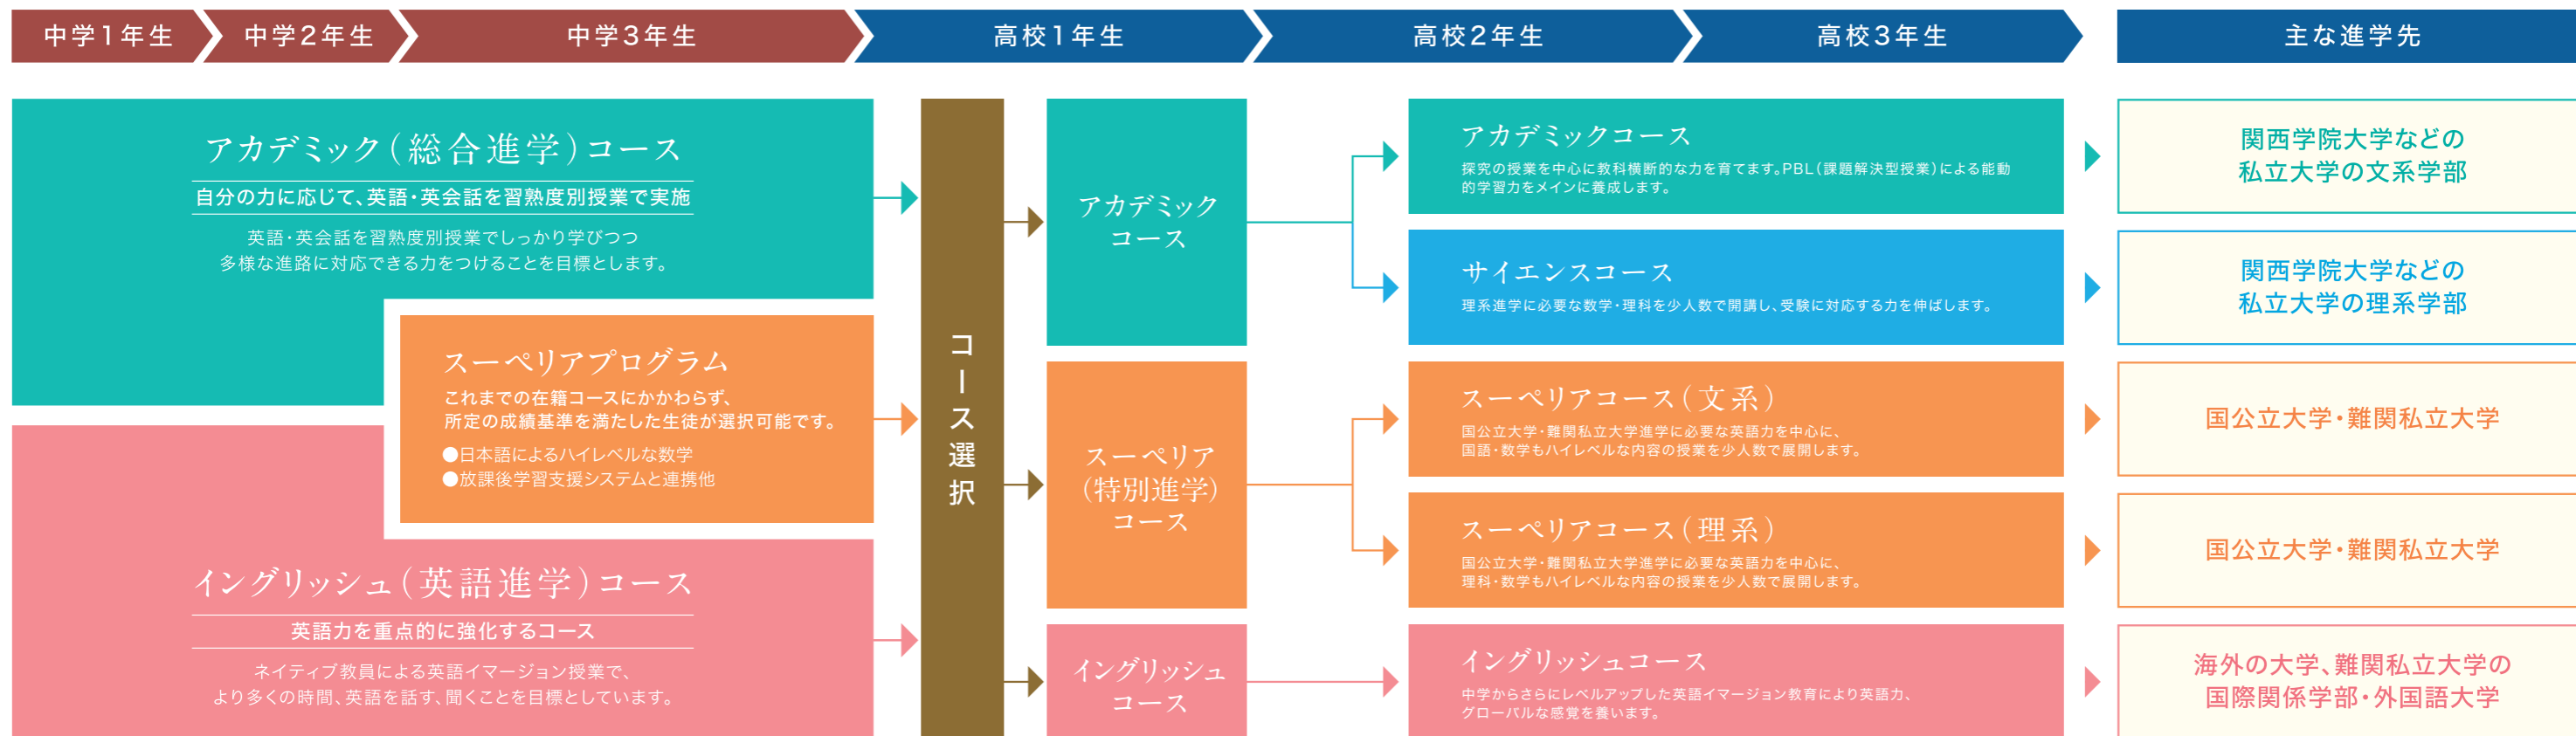 中学1年生
中学2年生
中学3年生
高校1年生
高校2年生
高校3年生
主な進学先
アカデミック(総合進学)コース
自分の力に応じて、英語・英会話を習熟度別授業で実施
英語・英会話を習熟度別授業でしっかり学びつつ
多様な進路に対応できる力をつけることを目標とします。
スーペリアプログラム
これまでの在籍コースにかかわらず、
所定の成績基準を満たした生徒が選択可能です。
●日本語によるハイレベルな数学
●放課後学習支援システムと連携他
イングリッシュ(英語進学)コース
英語力を重点的に強化するコース
ネイティブ教員による英語イマージョン授業で、
より多くの時間、英語を話す、聞くことを目標としています。
コース選択
アカデミック
コース
スーペリア
(特別進学)
コース
イングリッシュ
コース
アカデミックコース
探究の授業を中心に教科横断的な力を育てます。PBL(課題解決型授業)による能動
的学習力をメインに養成します。
サイエンスコース
理系進学に必要な数学・理科を少人数で開講し、受験に対応する力を伸ばします。
スーペリアコース(文系)
国公立大学・難関私立大学進学に必要な英語力を中心に、
国語・数学もハイレベルな内容の授業を少人数で展開します。
スーペリアコース(理系)
国公立大学・難関私立大学進学に必要な英語力を中心に、
理科・数学もハイレベルな内容の授業を少人数で展開します。
イングリッシュコース
中学からさらにレベルアップした英語イマージョン教育により英語力、
グローバルな感覚を養います。
関西学院大学などの
私立大学の文系学部
関西学院大学などの
私立大学の理系学部
国公立大学・難関私立大学
国公立大学・難関私立大学
海外の大学、難関私立大学の
国際関係学部・外国語大学